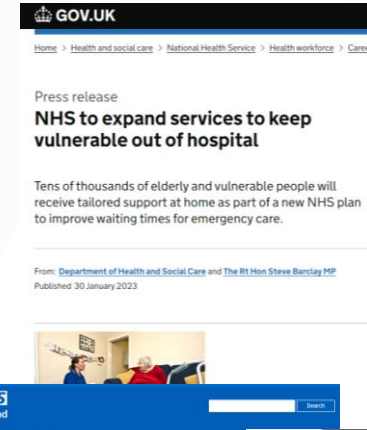 GOV.UK
Home > Health and social care > National Health Service > Health workforce >
Press release
NHS to expand services to keep
vulnerable out of hospital
Tens of thousands of elderly and vulnerable people will
receive tailored support at home as part of a new NHS plan
to improve waiting times for emergency care.
From: Department of Health and Social Care and The Rt Hon Steve Barclay MP
Published 30 January 2023
Search